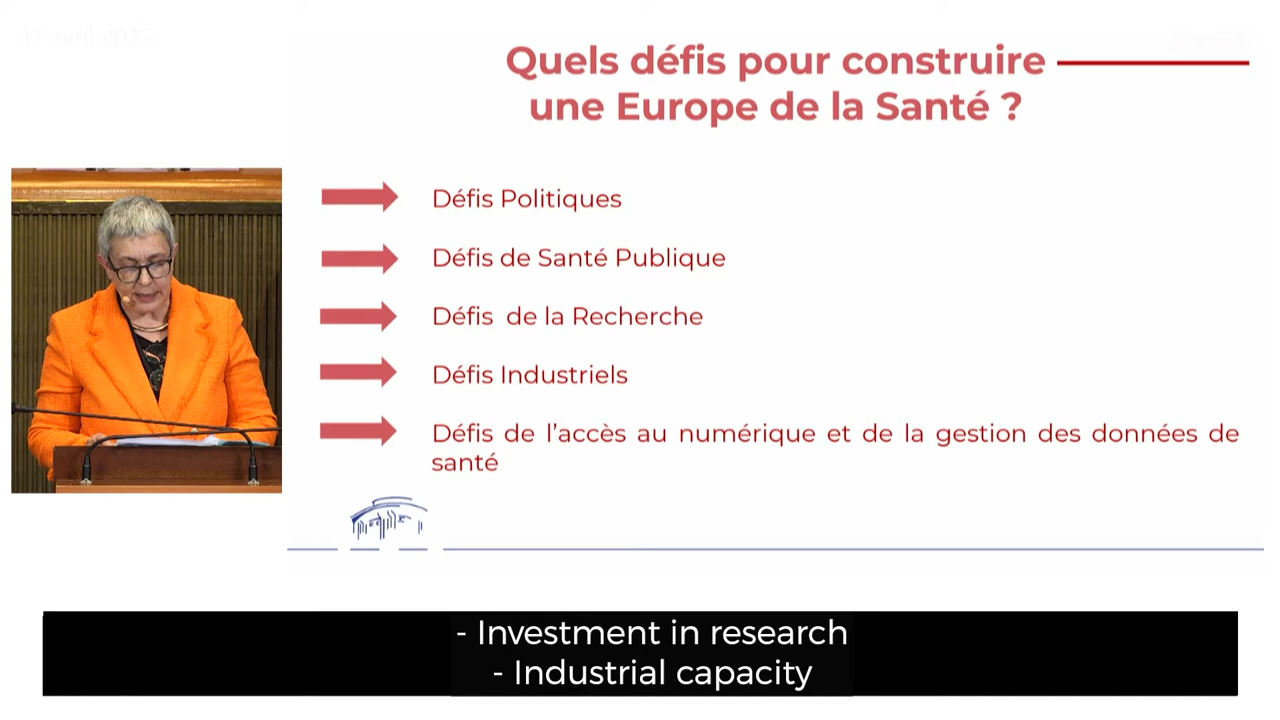 Quels défis pour construire
une Europe de la Santé ?
Défis Politiques
Défis de Santé Publique
Défis de la Recherche
Défis Industriels
Défis de l’accès au numérique et de la gestion des données de
santé
- Investment in research
- Industrial capacity